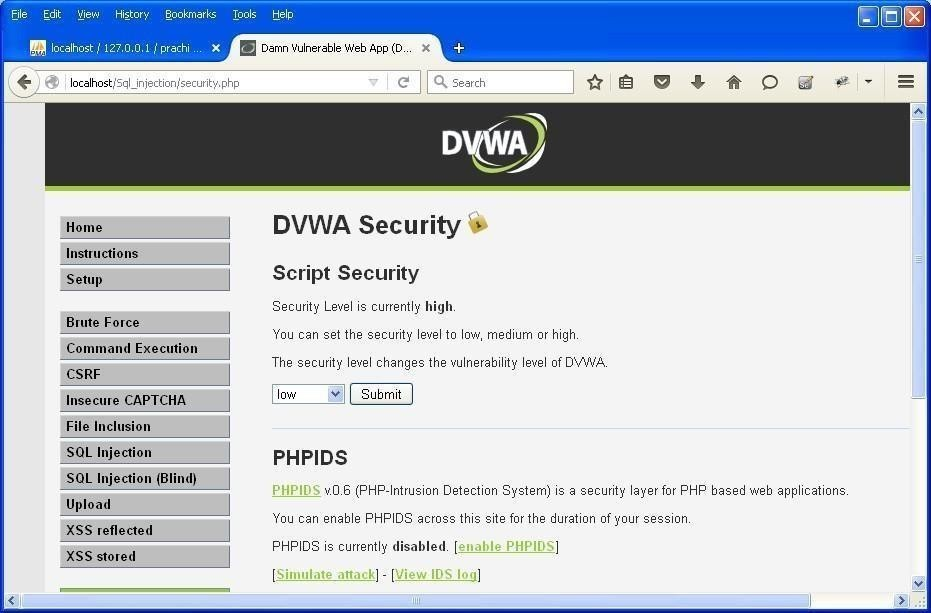 File Edit View History Bookmarks Tools Help
localhost / 127.0.0.1 / prachi ...
Damn Vulnerable Web App (D...
localhost/Sql_injection/security.php
Search
DVWA
Home
Instructions
Setup
Brute Force
Command Execution
CSRF
Insecure CAPTCHA
File Inclusion
SQL Injection
SQL Injection (Blind)
Upload
XSS reflected
XSS stored
DVWA Security
Script Security
Security Level is currently high.
You can set the security level to low, medium or high.
The security level changes the vulnerability level of DVWA.
low Submit
PHPIDS
PHPIDS v.0.6 (PHP-Intrusion Detection System) is a security layer for PHP based web applications.
You can enable PHPIDS across this site for the duration of your session.
PHPIDS is currently disabled. [enable PHPIDS]
[Simulate attack] - [View IDS log]